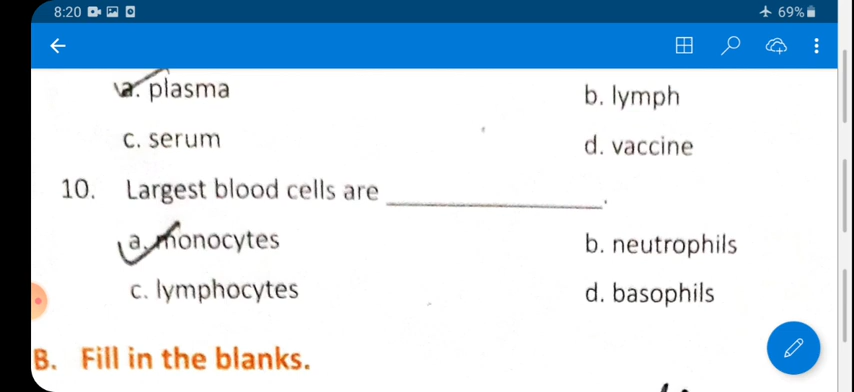 8:20 69%
a. plasma b. lymph
c. serum d. vaccine
10. Largest blood cells are ____________.
a. monocytes b. neutrophils
c. lymphocytes d. basophils
B. Fill in the blanks.